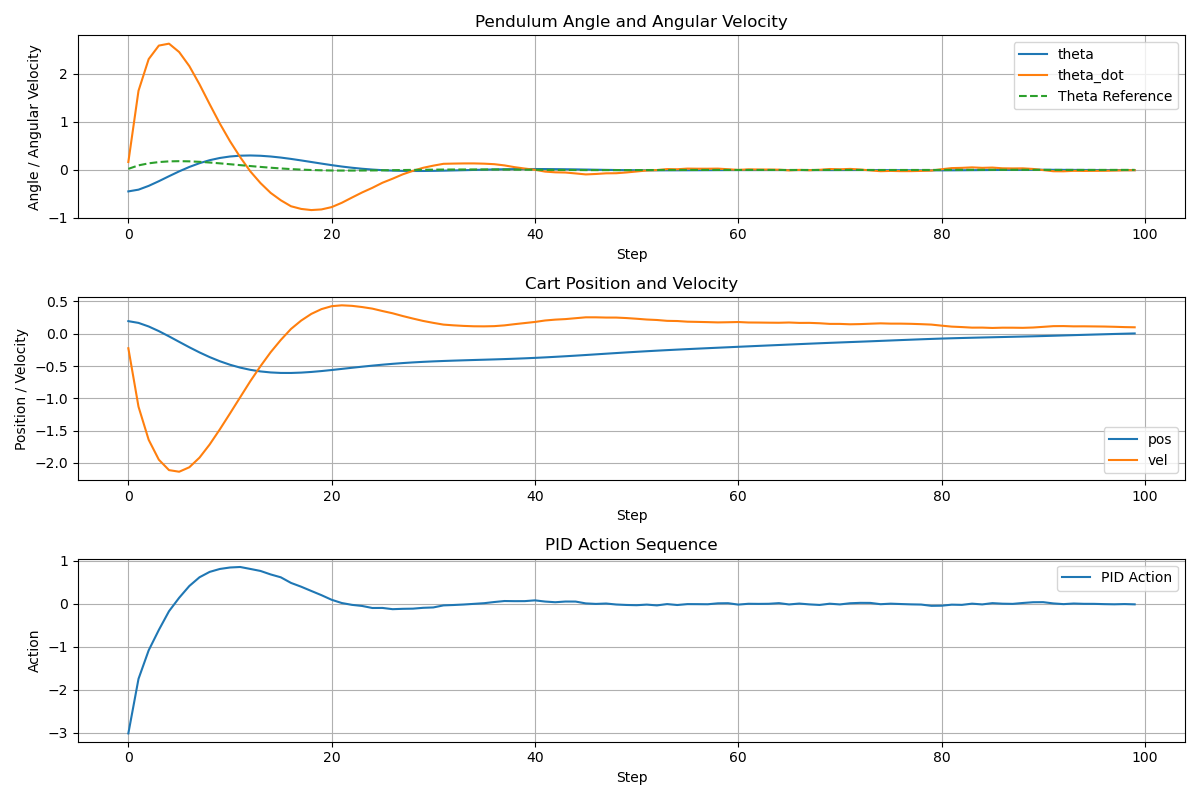 Pendulum Angle and Angular Velocity
Angle / Angular Velocity
2
1
0
−1
theta
theta_dot
Theta Reference
0 20 40 60 80 100
Step
Cart Position and Velocity
Position / Velocity
0.5
0.0
−0.5
−1.0
−1.5
−2.0
pos
vel
0 20 40 60 80 100
Step
PID Action Sequence
Action
1
0
−1
−2
−3
PID Action
0 20 40 60 80 100
Step